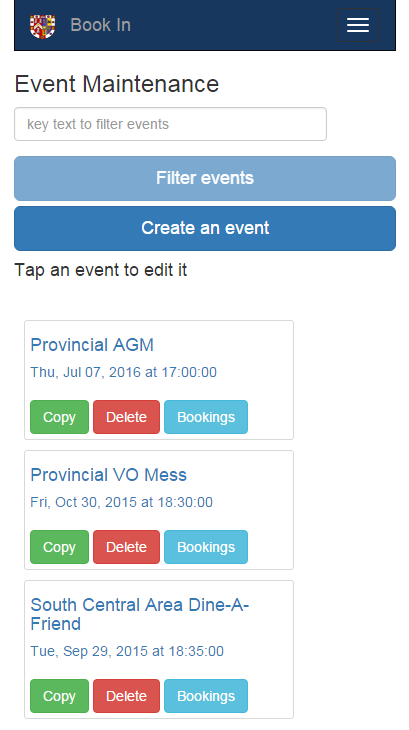 Book In
Event Maintenance
key text to filter events
Filter events
Create an event
Tap an event to edit it
Provincial AGM
Thu, Jul 07, 2016 at 17:00:00
Copy Delete Bookings
Provincial VO Mess
Fri, Oct 30, 2015 at 18:30:00
Copy Delete Bookings
South Central Area Dine-A-
Friend
Tue, Sep 29, 2015 at 18:35:00
Copy Delete Bookings